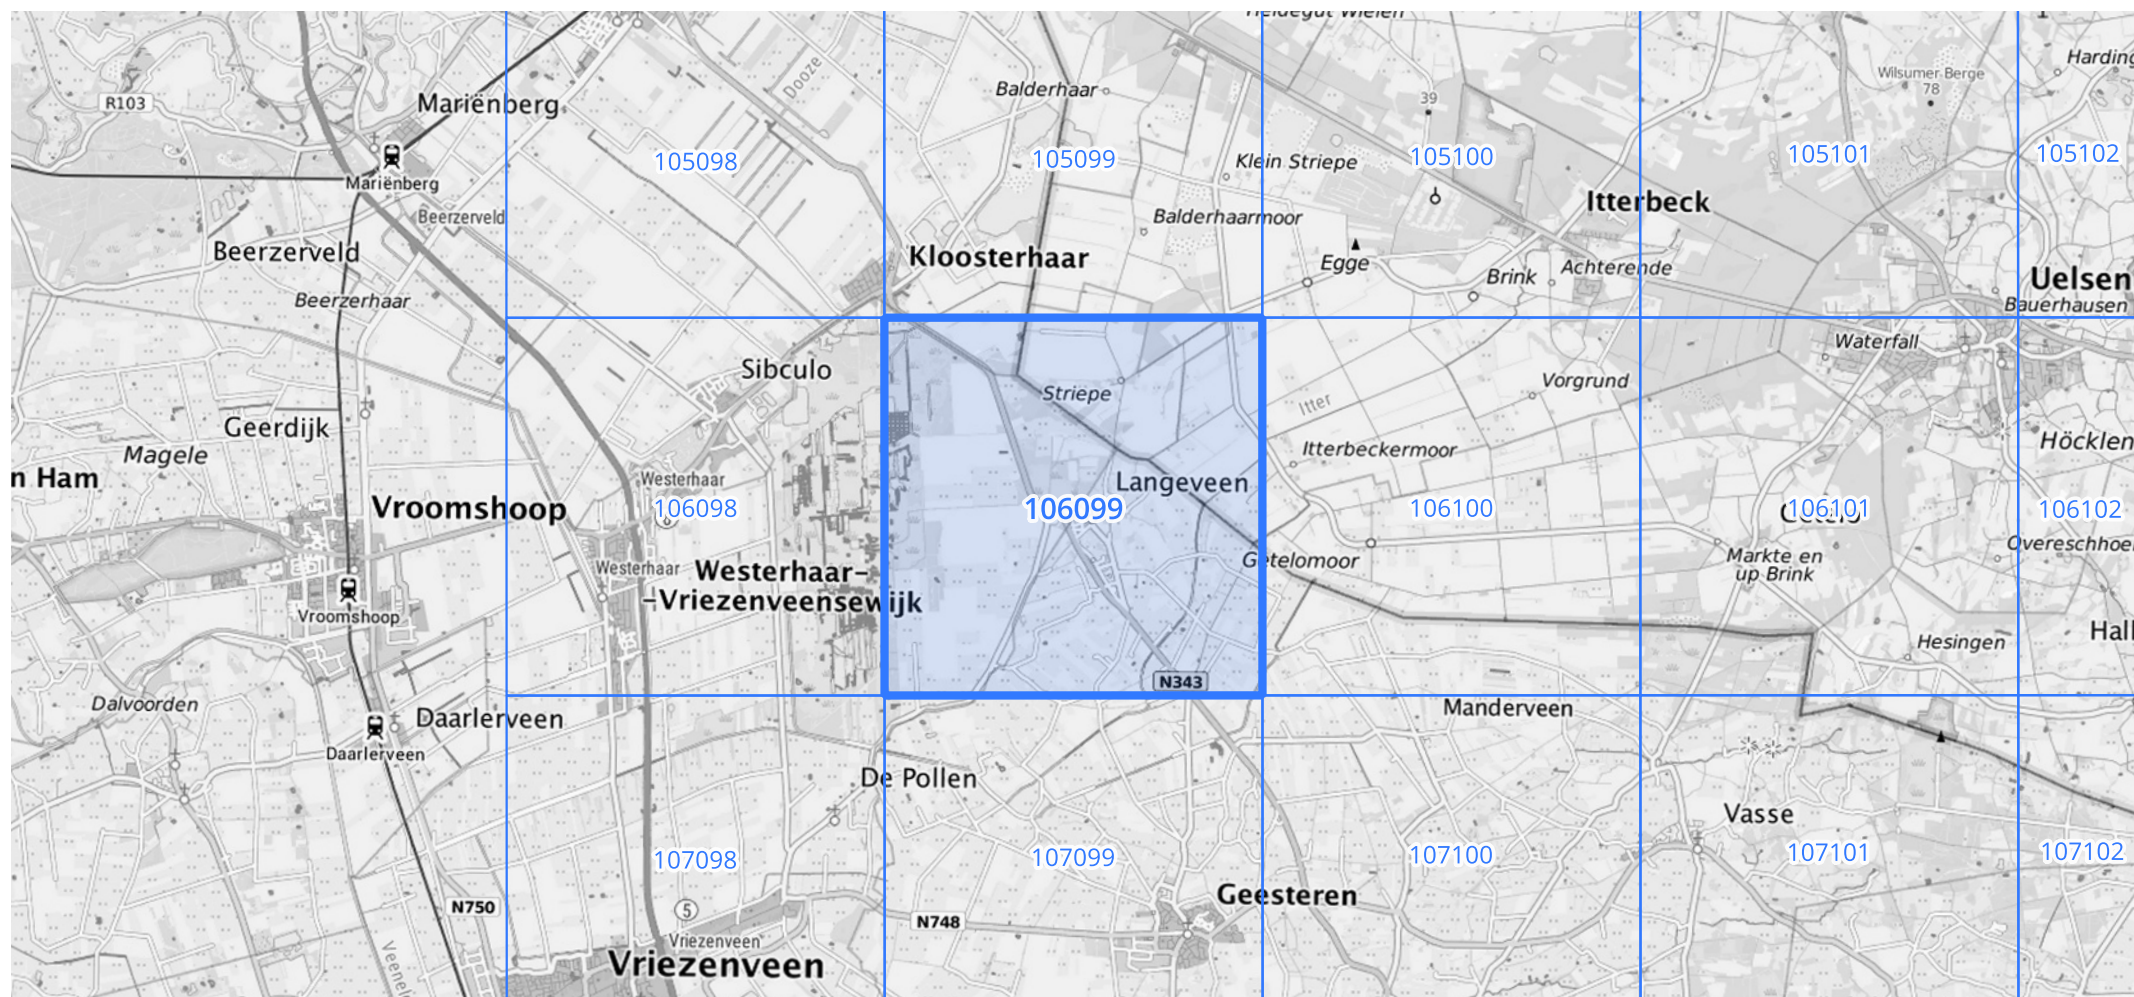 Heidegut Wielen
Harding
Wilsumer Berge
78
Dooze
Balderhaar
39
R103
Mariënberg
105098
105099
Klein Striepe
105100
105101
105102
Mariënberg
Beerzerveld
Balderhaarmoor
Itterbeck
Beerzerveld
Kloosterhaar
Egge
Brink
Achterende
Uelsen
Beerzerhaar
Bauerhausen
Waterfall
Sibculo
Striepe
Vorgrund
Itter
Geerdijk
Magele
Höcklen
Itterbeckermoor
n Ham
Westerhaar
Langeveen
Vroomshoop
106098
106099
106100
106101
106102
Getelo
Overeschhoe
Getelomoor
Markte en
up Brink
Westerhaar
Westerhaar-
-Vriezenveensewijk
Vroomshoop
Hall
Hesingen
N343
Dalvoorden
Daarlerveen
Manderveen
Daarlerveen
De Pollen
Vasse
107098
107099
107100
107101
107102
Geesteren
N750
5
N748
Vriezenveen
Vriezenveen
Veenele